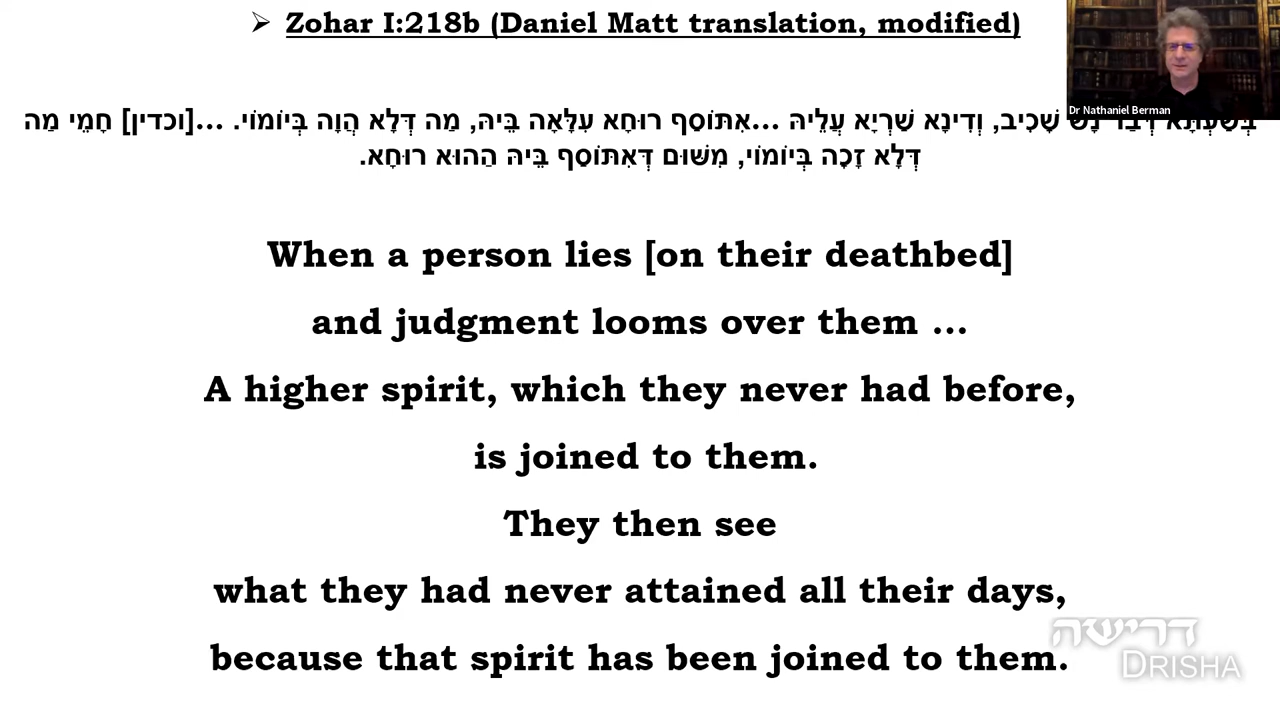 ➢ Zohar I:218b (Daniel Matt translation, modified)
Dr Nathaniel Berman
בְּשַׁעְתָּא דְּבַר נָשׁ שָׁכִיב, וְדִינָא שַׁרְיָא עֲלֵיהּ ...אִתּוֹסַף רוּחָא עִלָּאָה בֵּיהּ, מַה דְּלָא הֲוָה בְּיוֹמוֹי. ...[וכדין] חָמֵי מַה
דְּלָא זָכָה בְּיוֹמוֹי, מִשּׁוּם דְּאִתּוֹסַף בֵּיהּ הַהוּא רוּחָא.
When a person lies [on their deathbed]
and judgment looms over them ...
A higher spirit, which they never had before,
is joined to them.
They then see
what they had never attained all their days,
because that spirit has been joined to them.
דרישה
DRISHA